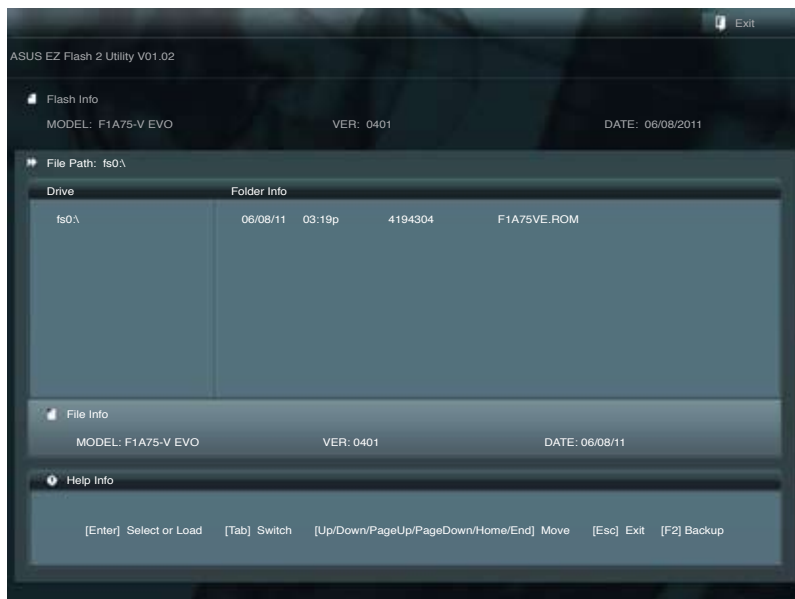 Exit
ASUS EZ Flash 2 Utility V01.02
Flash Info
MODEL: F1A75-V EVO VER: 0401 DATE: 06/08/2011
File Path: fs0:\
Drive Folder Info
fs0:\ 06/08/11 03:19p 4194304 F1A75VE.ROM
File Info
MODEL: F1A75-V EVO VER: 0401 DATE: 06/08/11
Help Info
[Enter] Select or Load [Tab] Switch [Up/Down/PageUp/PageDown/Home/End] Move [Esc] Exit [F2] Backup